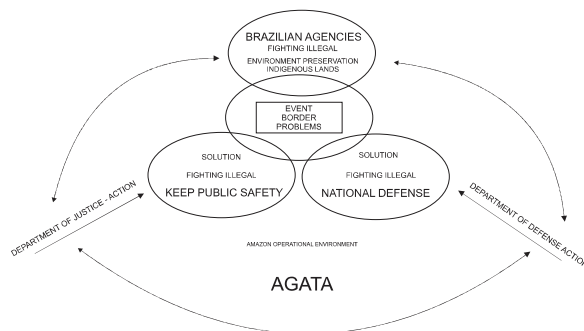 BRAZILIAN AGENCIES
FIGHTING ILLEGAL
ENVIRONMENT PRESERVATION
INDIGENOUS LANDS
EVENT
BORDER
PROBLEMS
SOLUTION
FIGHTING ILLEGAL
KEEP PUBLIC SAFETY
SOLUTION
FIGHTING ILLEGAL
NATIONAL DEFENSE
DEPARTMENT OF JUSTICE - ACTION
DEPARTMENT OF DEFENSE ACTION
AMAZON OPERATIONAL ENVIRONMENT
AGATA